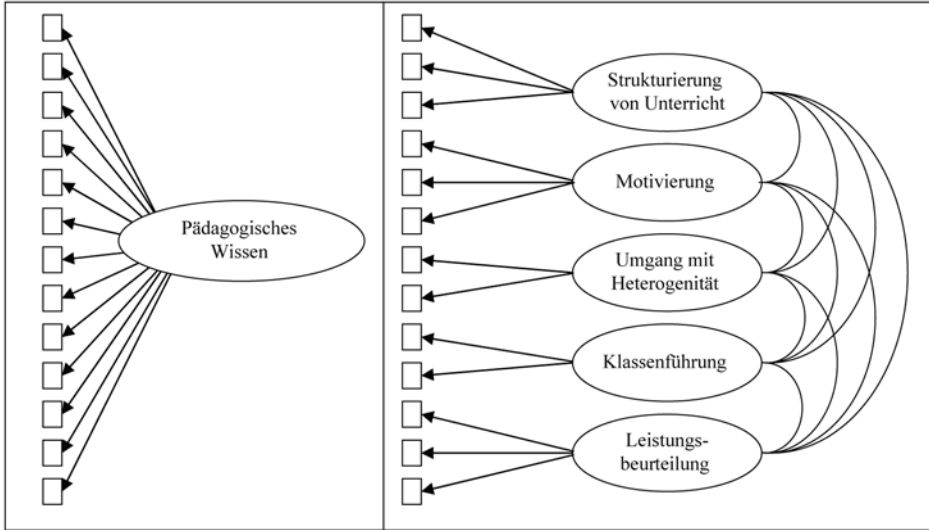 Pädagogisches
Wissen
Strukturierung
von Unterricht
Motivierung
Umgang mit
Heterogenität
Klassenführung
Leistungs-
beurteilung